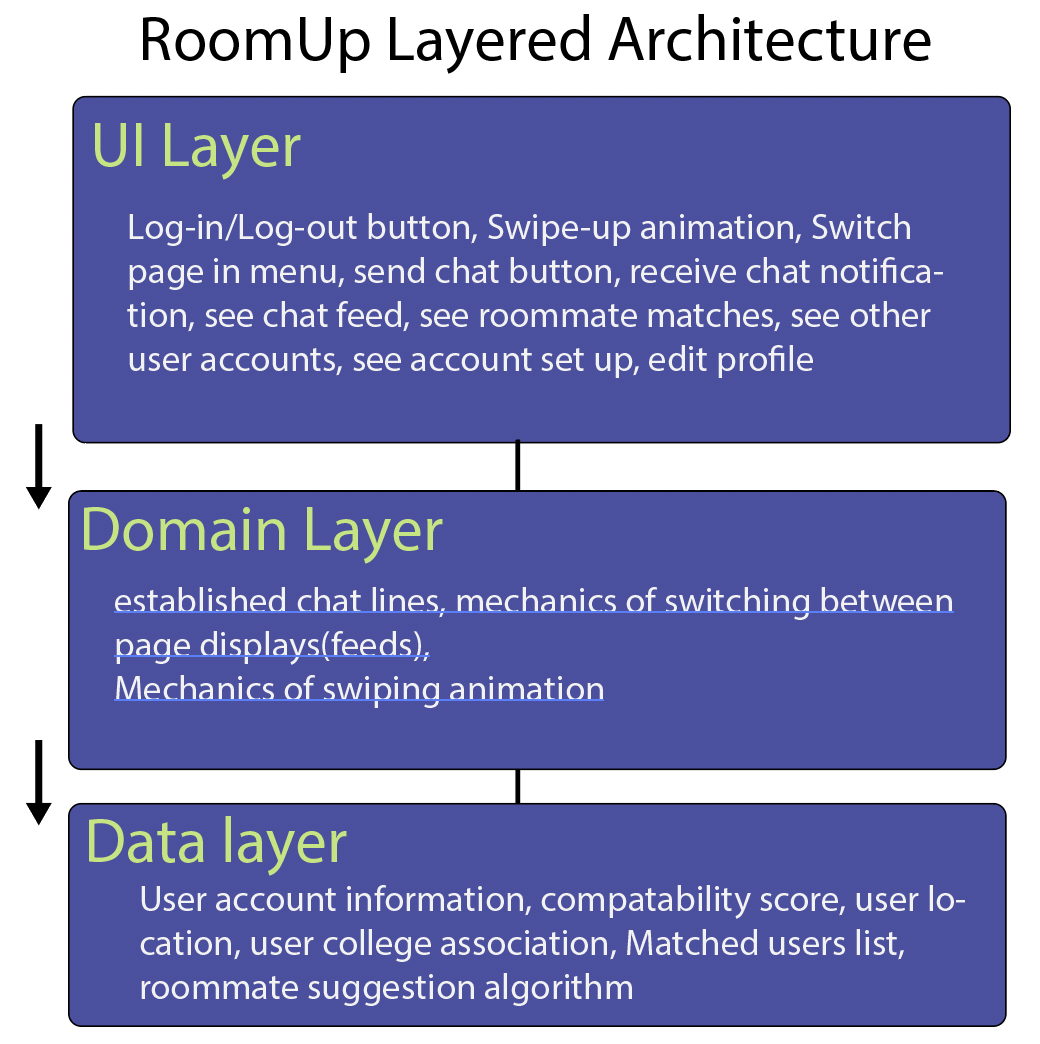 RoomUp Layered Architecture
UI Layer
Log-in/Log-out button, Swipe-up animation, Switch
page in menu, send chat button, receive chat notifica-
tion, see chat feed, see roommate matches, see other
user accounts, see account set up, edit profile
Domain Layer
established chat lines, mechanics of switching between
page displays(feeds),
Mechanics of swiping animation
Data layer
User account information, compatability score, user lo-
cation, user college association, Matched users list,
roommate suggestion algorithm